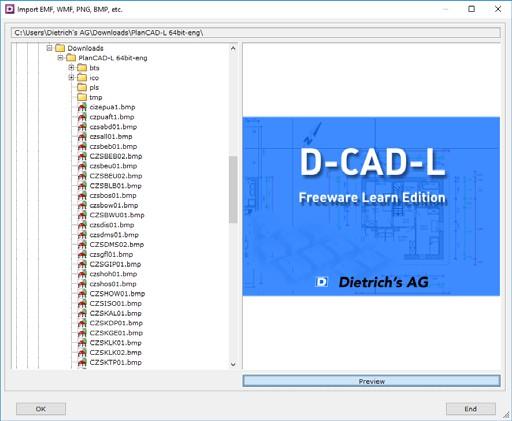 Import EMF, WMF, PNG, BMP, etc.
C:\Users\Dietrich's AG\Downloads\PlanCAD-L 64bit-eng\
Downloads
PlanCAD-L 64bit-eng
bts
ico
pls
tmp
czepua1.bmp
czpuaft1.bmp
czsabd01.bmp
czsall01.bmp
czsbeb01.bmp
CZSBEB02.bmp
czsbeu01.bmp
CZSBEU02.bmp
CZSBLB01.bmp
czsbos01.bmp
czsbow01.bmp
CZSBWU01.bmp
czsdis01.bmp
czsdms01.bmp
CZSDMS02.bmp
czsgfl01.bmp
CZSGIP01.bmp
czshoh01.bmp
czshos01.bmp
CZSHOW01.bmp
CZSISO01.bmp
CZSKAL01.bmp
CZSKDP01.bmp
CZSKGE01.bmp
CZSKLK01.bmp
CZSKLK02.bmp
CZSKTP01.bmp
D-CAD-L
Freeware Learn Edition
D Dietrich's AG
Preview
OK
End